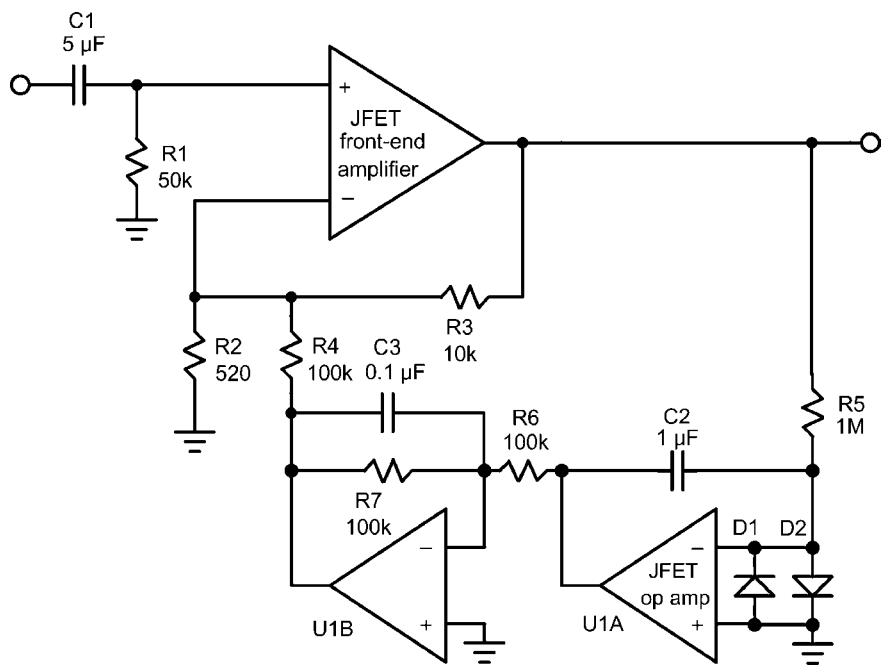 C1
5 µF
+
JFET
front-end
amplifier
−
R1
50k
R3
10k
R2
520
R4
100k
C3
0.1 µF
R5
1M
R6
100k
C2
1 µF
R7
100k
D1
D2
−
+
U1B
−
JFET
op amp
+
U1A